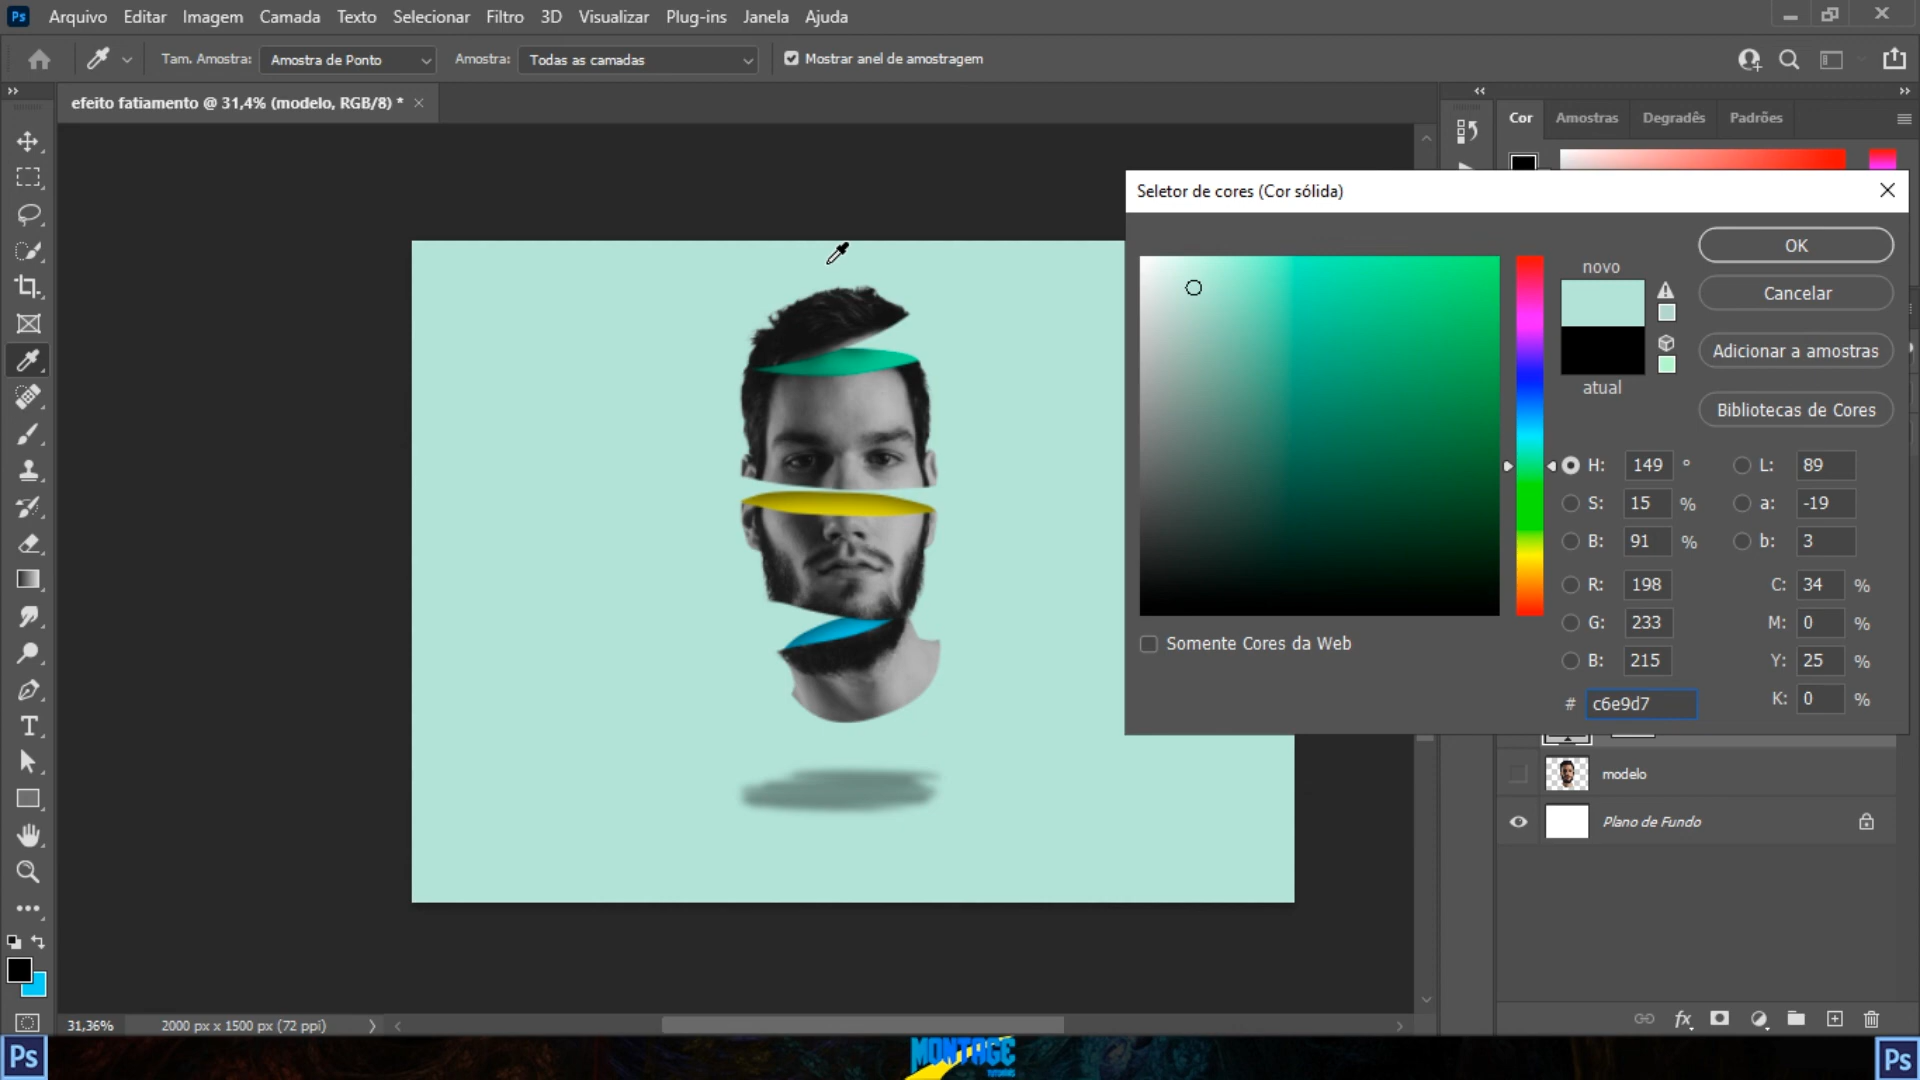 Ps Arquivo Editar Imagem Camada Texto Selecionar Filtro 3D Visualizar Plug-ins Janela Ajuda
Tam. Amostra: Amostra de Ponto Amostra: Todas as camadas Mostrar anel de amostragem
efeito fatiamento @ 31,4% (modelo, RGB/8) *
Cor Amostras Degradês Padrões
Seletor de cores (Cor sólida)
novo
atual
OK
Cancelar
Adicionar a amostras
Bibliotecas de Cores
H: 149 ° L: 89
S: 15 % a: -19
B: 91 % b: 3
R: 198 C: 34 %
G: 233 M: 0 %
B: 215 Y: 25 %
# c6e9d7 K: 0 %
Somente Cores da Web
modelo
Plano de Fundo
fx
31,36% 2000 px x 1500 px (72 ppi)
Ps MONTAGE Ps
TUTORIAIS